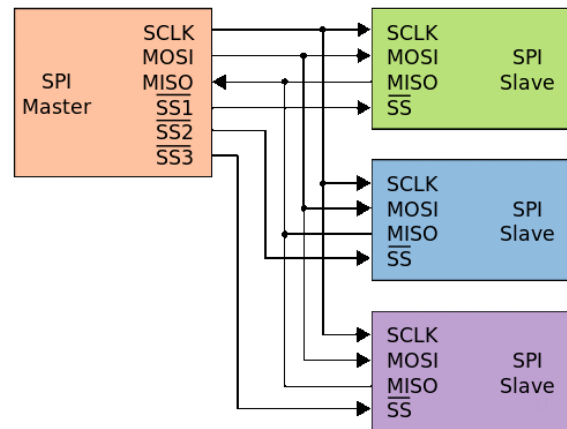 SPI
Master
SCLK
MOSI
MISO
SS1
SS2
SS3
SCLK
MOSI
MISO
SS
SPI
Slave
SCLK
MOSI
MISO
SS
SPI
Slave
SCLK
MOSI
MISO
SS
SPI
Slave